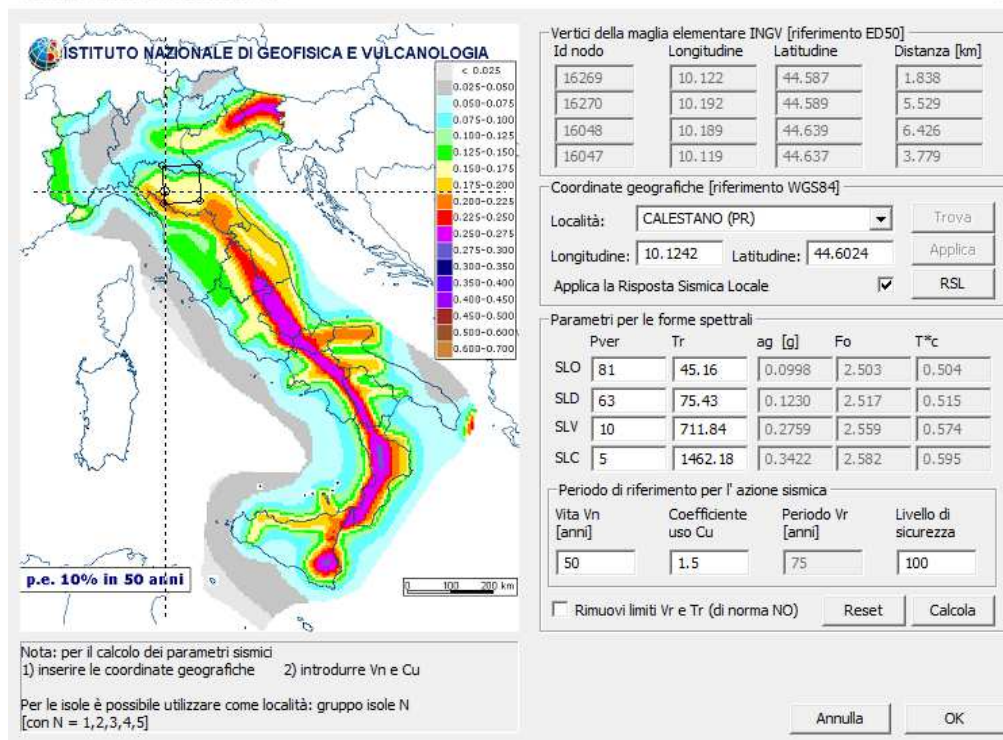 ISTITUTO NAZIONALE DI GEOFISICA E VULCANOLOGIA
< 0.025
0.025-0.050
0.050-0.075
0.075-0.100
0.100-0.125
0.125-0.150
0.150-0.175
0.175-0.200
0.200-0.225
0.225-0.250
0.250-0.275
0.275-0.300
0.300-0.350
0.350-0.400
0.400-0.450
0.450-0.500
0.500-0.600
0.600-0.700
p.e. 10% in 50 anni
0 100 200 km
Nota: per il calcolo dei parametri sismici
1) inserire le coordinate geografiche 2) introdurre Vn e Cu
Per le isole è possibile utilizzare come località: gruppo isole N
[con N = 1,2,3,4,5]
Vertici della maglia elementare INGV [riferimento ED50]
Id nodo Longitudine Latitudine Distanza [km]
16269 10.122 44.587 1.838
16270 10.192 44.589 5.529
16048 10.189 44.639 6.426
16047 10.119 44.637 3.779
Coordinate geografiche [riferimento WGS84]
Località: CALESTANO (PR) Trova
Longitudine: 10.1242 Latitudine: 44.6024 Applica
Applica la Risposta Sismica Locale RSL
Parametri per le forme spettrali
Pver Tr ag [g] Fo T*c
SLO 81 45.16 0.0998 2.503 0.504
SLD 63 75.43 0.1230 2.517 0.515
SLV 10 711.84 0.2759 2.559 0.574
SLC 5 1462.18 0.3422 2.582 0.595
Periodo di riferimento per l' azione sismica
Vita Vn [anni] Coefficiente uso Cu Periodo Vr [anni] Livello di sicurezza
50 1.5 75 100
Rimuovi limiti Vr e Tr (di norma NO) Reset Calcola
Annulla OK